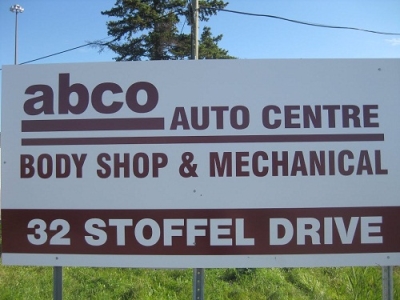 abco AUTO CENTRE
BODY SHOP & MECHANICAL
32 STOFFEL DRIVE